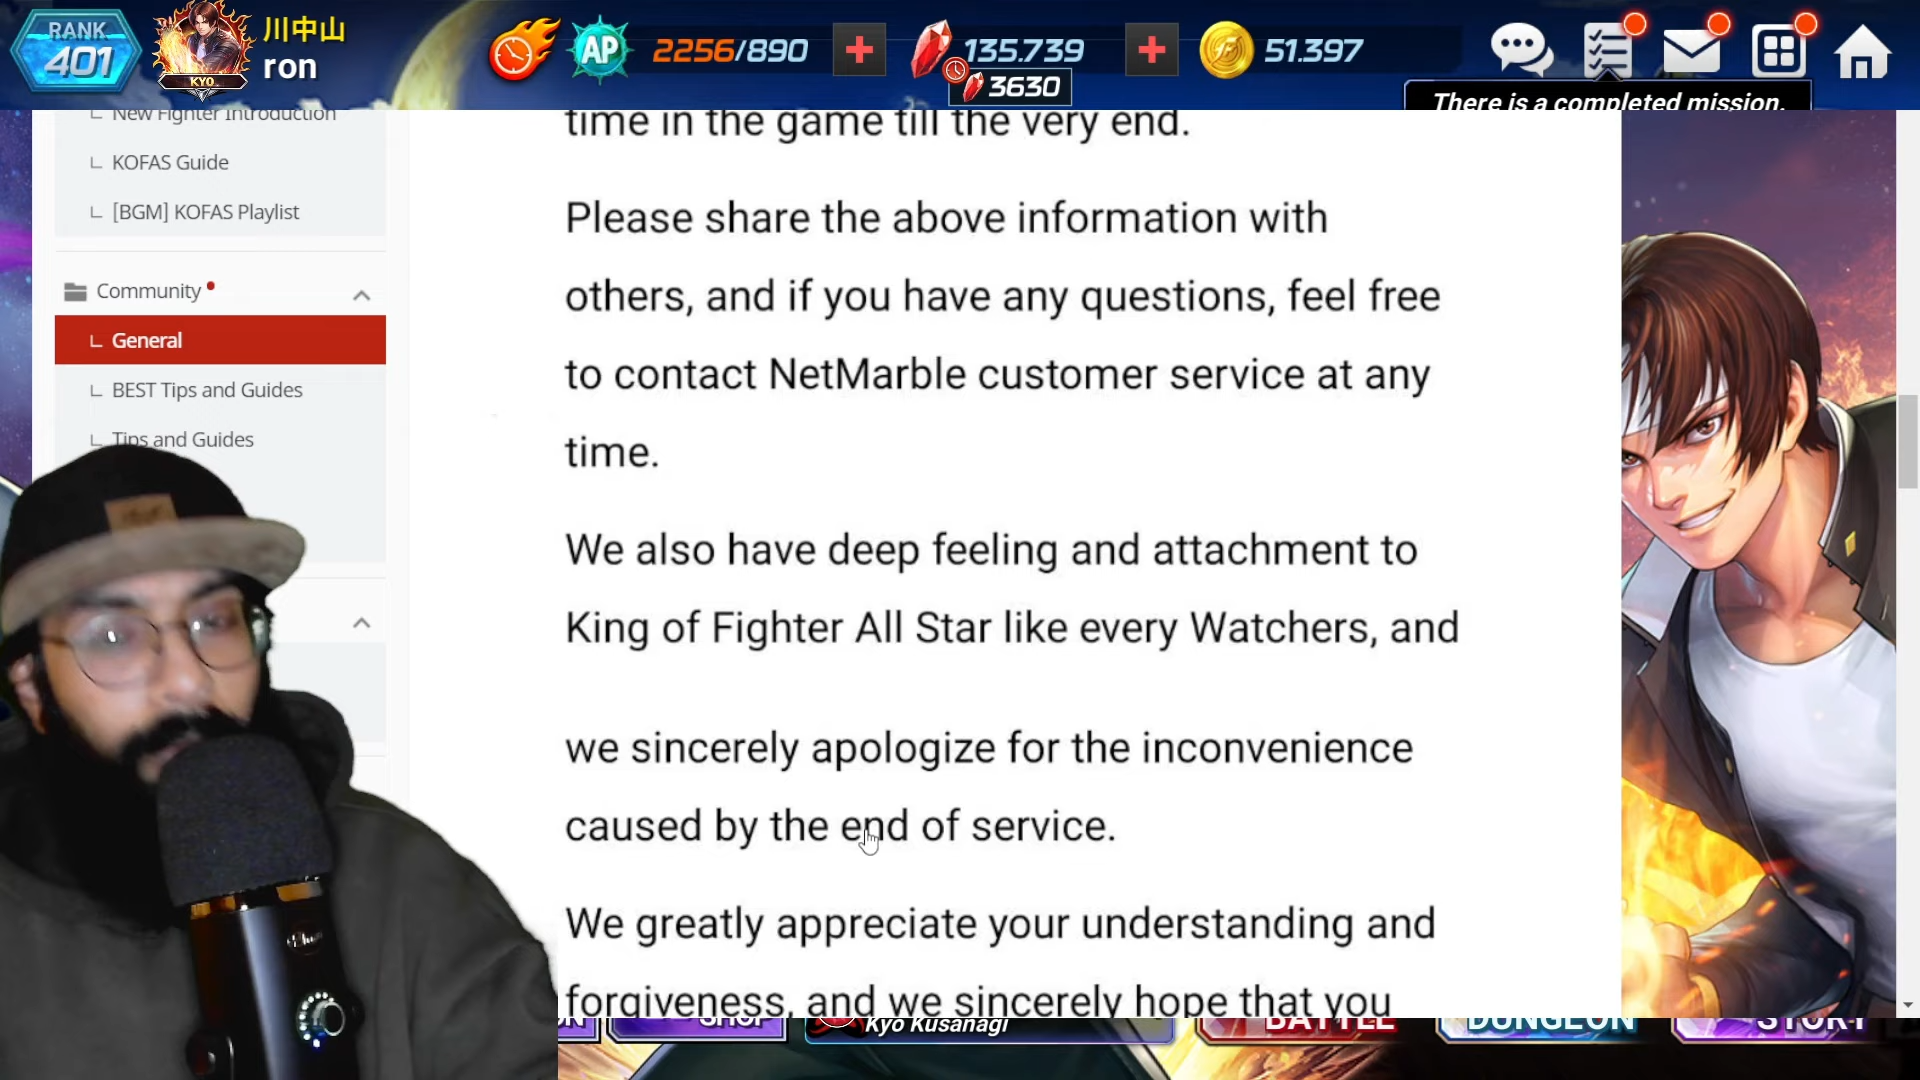 RANK
401
KYO
川中山
ron
AP
2256/890
135.739
3630
51.397
There is a completed mission.
New Fighter Introduction
KOFAS Guide
[BGM] KOFAS Playlist
Community
General
BEST Tips and Guides
Tips and Guides
time in the game till the very end.
Please share the above information with
others, and if you have any questions, feel free
to contact NetMarble customer service at any
time.
We also have deep feeling and attachment to
King of Fighter All Star like every Watchers, and
we sincerely apologize for the inconvenience
caused by the end of service.
We greatly appreciate your understanding and
forgiveness, and we sincerely hope that you
SHOP
Kyo Kusanagi
BATTLE
DUNGEON
STORY